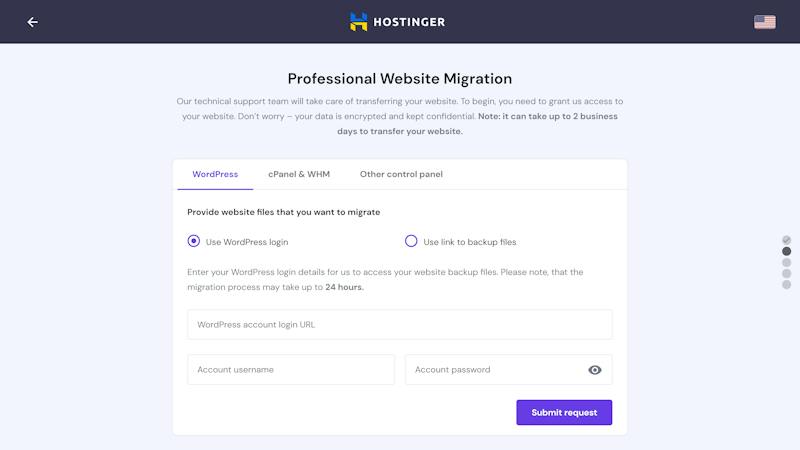 HOSTINGER
Professional Website Migration
Our technical support team will take care of transferring your website. To begin, you need to grant us access to
your website. Don't worry – your data is encrypted and kept confidential. Note: it can take up to 2 business
days to transfer your website.
WordPress cPanel & WHM Other control panel
Provide website files that you want to migrate
Use WordPress login Use link to backup files
Enter your WordPress login details for us to access your website backup files. Please note, that the
migration process may take up to 24 hours.
WordPress account login URL
Account username Account password
Submit request